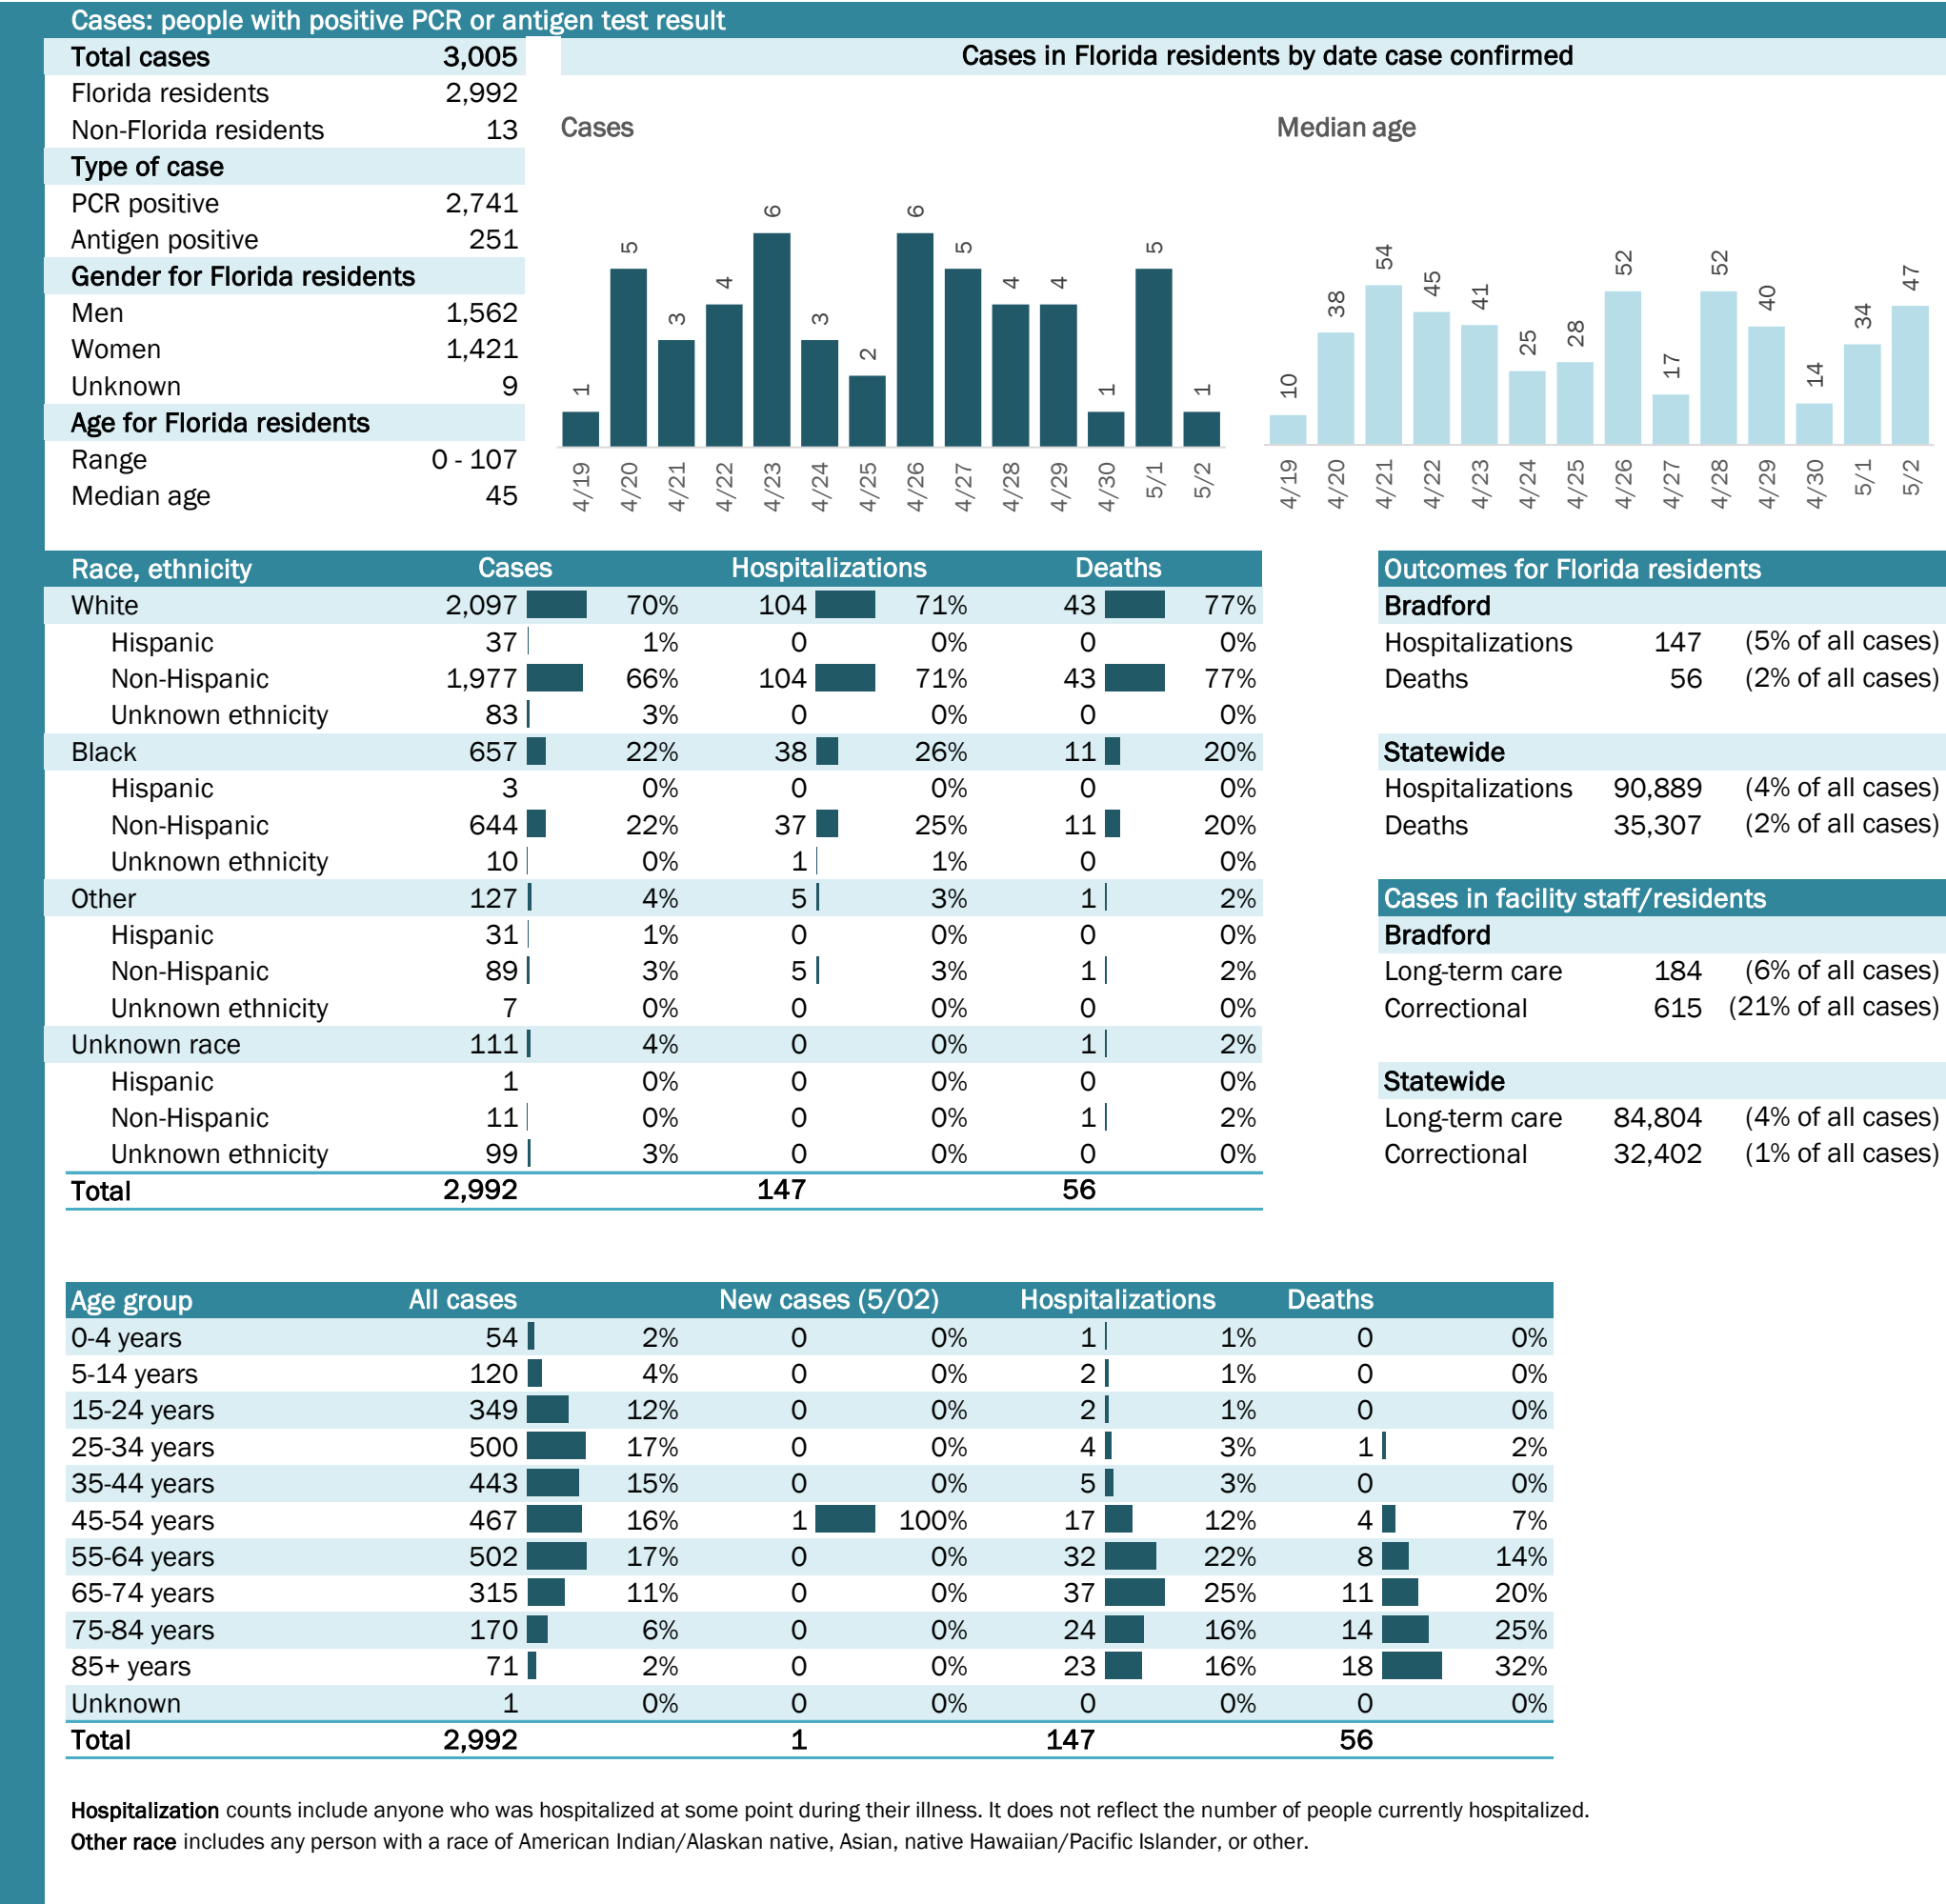 Cases: people with positive PCR or antigen test result
Total cases 3,005
Florida residents 2,992
Non-Florida residents 13
Type of case
PCR positive 2,741
Antigen positive 251
Gender for Florida residents
Men 1,562
Women 1,421
Unknown 9
Age for Florida residents
Range 0 - 107
Median age 45
Cases in Florida residents by date case confirmed
Cases
1 5 3 4 6 3 2 6 5 4 4 1 5 1
4/19 4/20 4/21 4/22 4/23 4/24 4/25 4/26 4/27 4/28 4/29 4/30 5/1 5/2
Median age
10 38 54 45 41 25 28 52 17 52 40 14 34 47
4/19 4/20 4/21 4/22 4/23 4/24 4/25 4/26 4/27 4/28 4/29 4/30 5/1 5/2
Race, ethnicity Cases Hospitalizations Deaths
White 2,097 70% 104 71% 43 77%
Hispanic 37 1% 0 0% 0 0%
Non-Hispanic 1,977 66% 104 71% 43 77%
Unknown ethnicity 83 3% 0 0% 0 0%
Black 657 22% 38 26% 11 20%
Hispanic 3 0% 0 0% 0 0%
Non-Hispanic 644 22% 37 25% 11 20%
Unknown ethnicity 10 0% 1 1% 0 0%
Other 127 4% 5 3% 1 2%
Hispanic 31 1% 0 0% 0 0%
Non-Hispanic 89 3% 5 3% 1 2%
Unknown ethnicity 7 0% 0 0% 0 0%
Unknown race 111 4% 0 0% 1 2%
Hispanic 1 0% 0 0% 0 0%
Non-Hispanic 11 0% 0 0% 1 2%
Unknown ethnicity 99 3% 0 0% 0 0%
Total 2,992 147 56
Outcomes for Florida residents
Bradford
Hospitalizations 147 (5% of all cases)
Deaths 56 (2% of all cases)
Statewide
Hospitalizations 90,889 (4% of all cases)
Deaths 35,307 (2% of all cases)
Cases in facility staff/residents
Bradford
Long-term care 184 (6% of all cases)
Correctional 615 (21% of all cases)
Statewide
Long-term care 84,804 (4% of all cases)
Correctional 32,402 (1% of all cases)
Age group All cases New cases (5/02) Hospitalizations Deaths
0-4 years 54 2% 0 0% 1 1% 0 0%
5-14 years 120 4% 0 0% 2 1% 0 0%
15-24 years 349 12% 0 0% 2 1% 0 0%
25-34 years 500 17% 0 0% 4 3% 1 2%
35-44 years 443 15% 0 0% 5 3% 0 0%
45-54 years 467 16% 1 100% 17 12% 4 7%
55-64 years 502 17% 0 0% 32 22% 8 14%
65-74 years 315 11% 0 0% 37 25% 11 20%
75-84 years 170 6% 0 0% 24 16% 14 25%
85+ years 71 2% 0 0% 23 16% 18 32%
Unknown 1 0% 0 0% 0 0% 0 0%
Total 2,992 1 147 56
Hospitalization counts include anyone who was hospitalized at some point during their illness. It does not reflect the number of people currently hospitalized.
Other race includes any person with a race of American Indian/Alaskan native, Asian, native Hawaiian/Pacific Islander, or other.